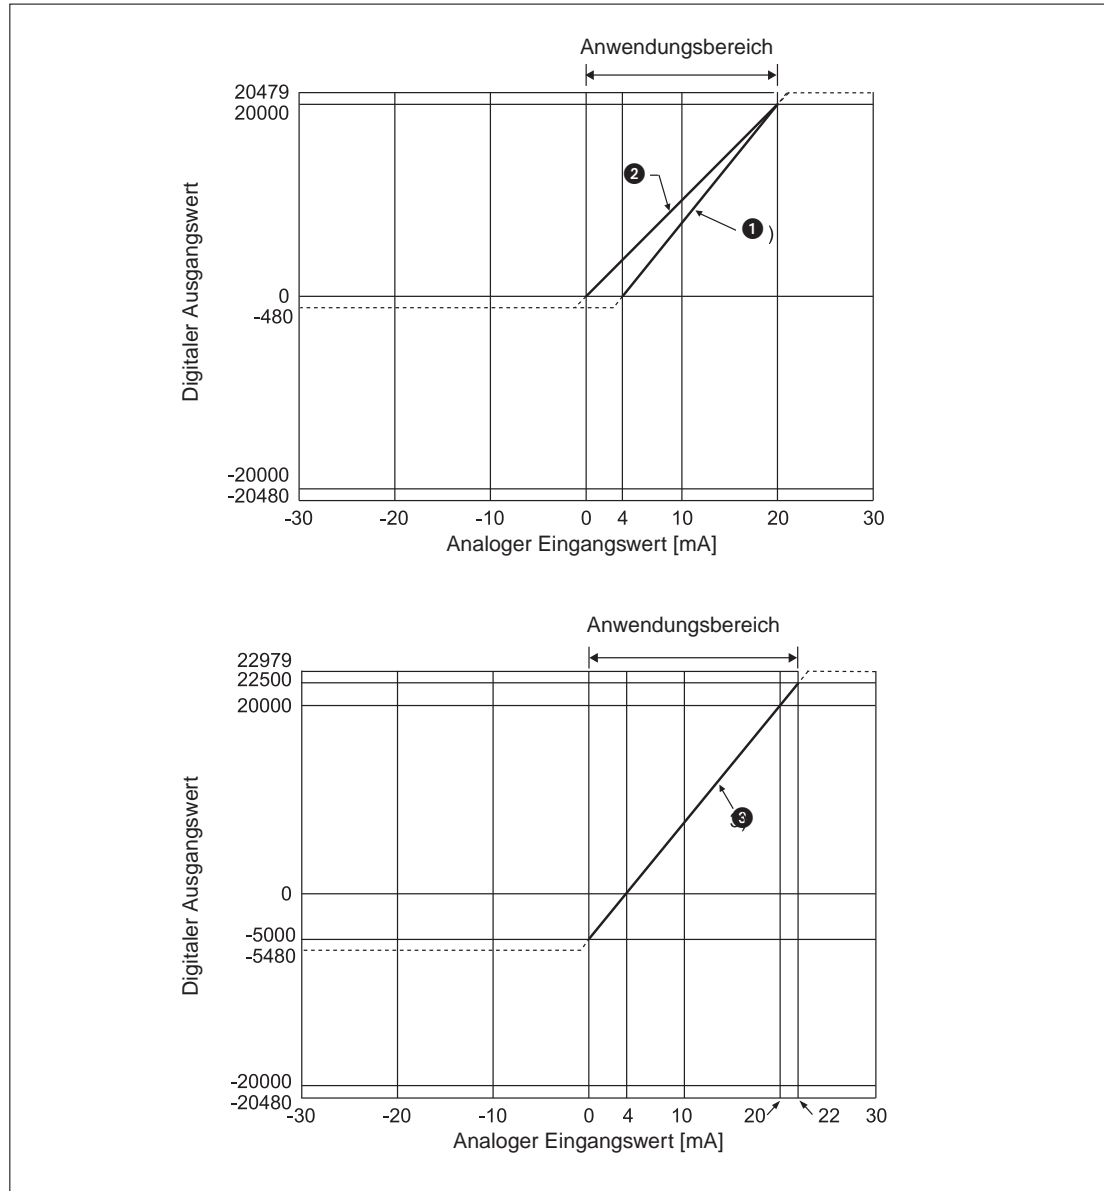 Anwendungsbereich
20479
20000
2
1 )
Digitaler Ausgangswert
0
-480
-20000
-20480
-30 -20 -10 0 4 10 20 30
Analoger Eingangswert [mA]
Anwendungsbereich
22979
22500
20000
3
Digitaler Ausgangswert
0
-5000
-5480
-20000
-20480
-30 -20 -10 0 4 10 20 22 30
Analoger Eingangswert [mA]